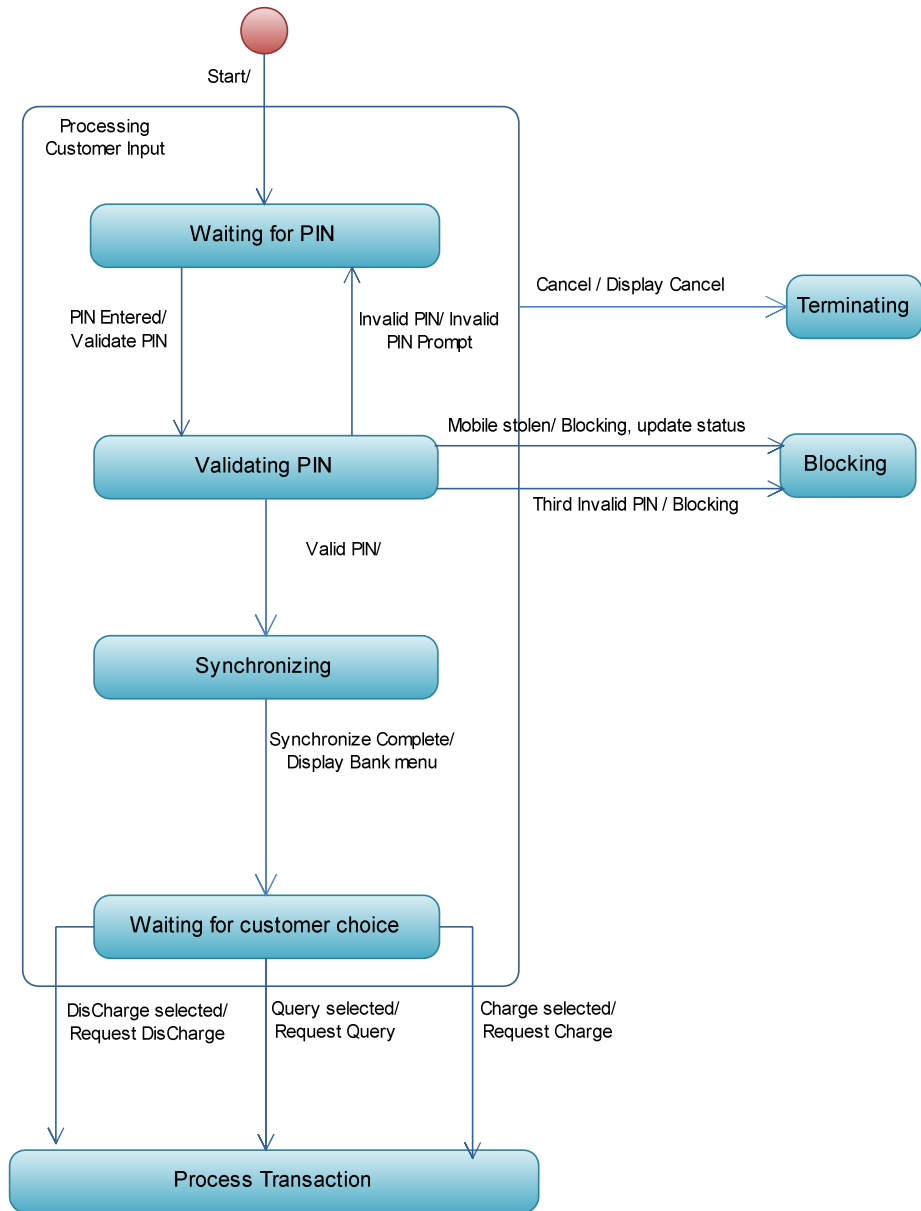 Start/
Processing
Customer Input
Waiting for PIN
Cancel / Display Cancel
Terminating
PIN Entered/
Validate PIN
Invalid PIN/ Invalid
PIN Prompt
Mobile stolen/ Blocking, update status
Validating PIN
Blocking
Third Invalid PIN / Blocking
Valid PIN/
Synchronizing
Synchronize Complete/
Display Bank menu
Waiting for customer choice
DisCharge selected/
Request DisCharge
Query selected/
Request Query
Charge selected/
Request Charge
Process Transaction